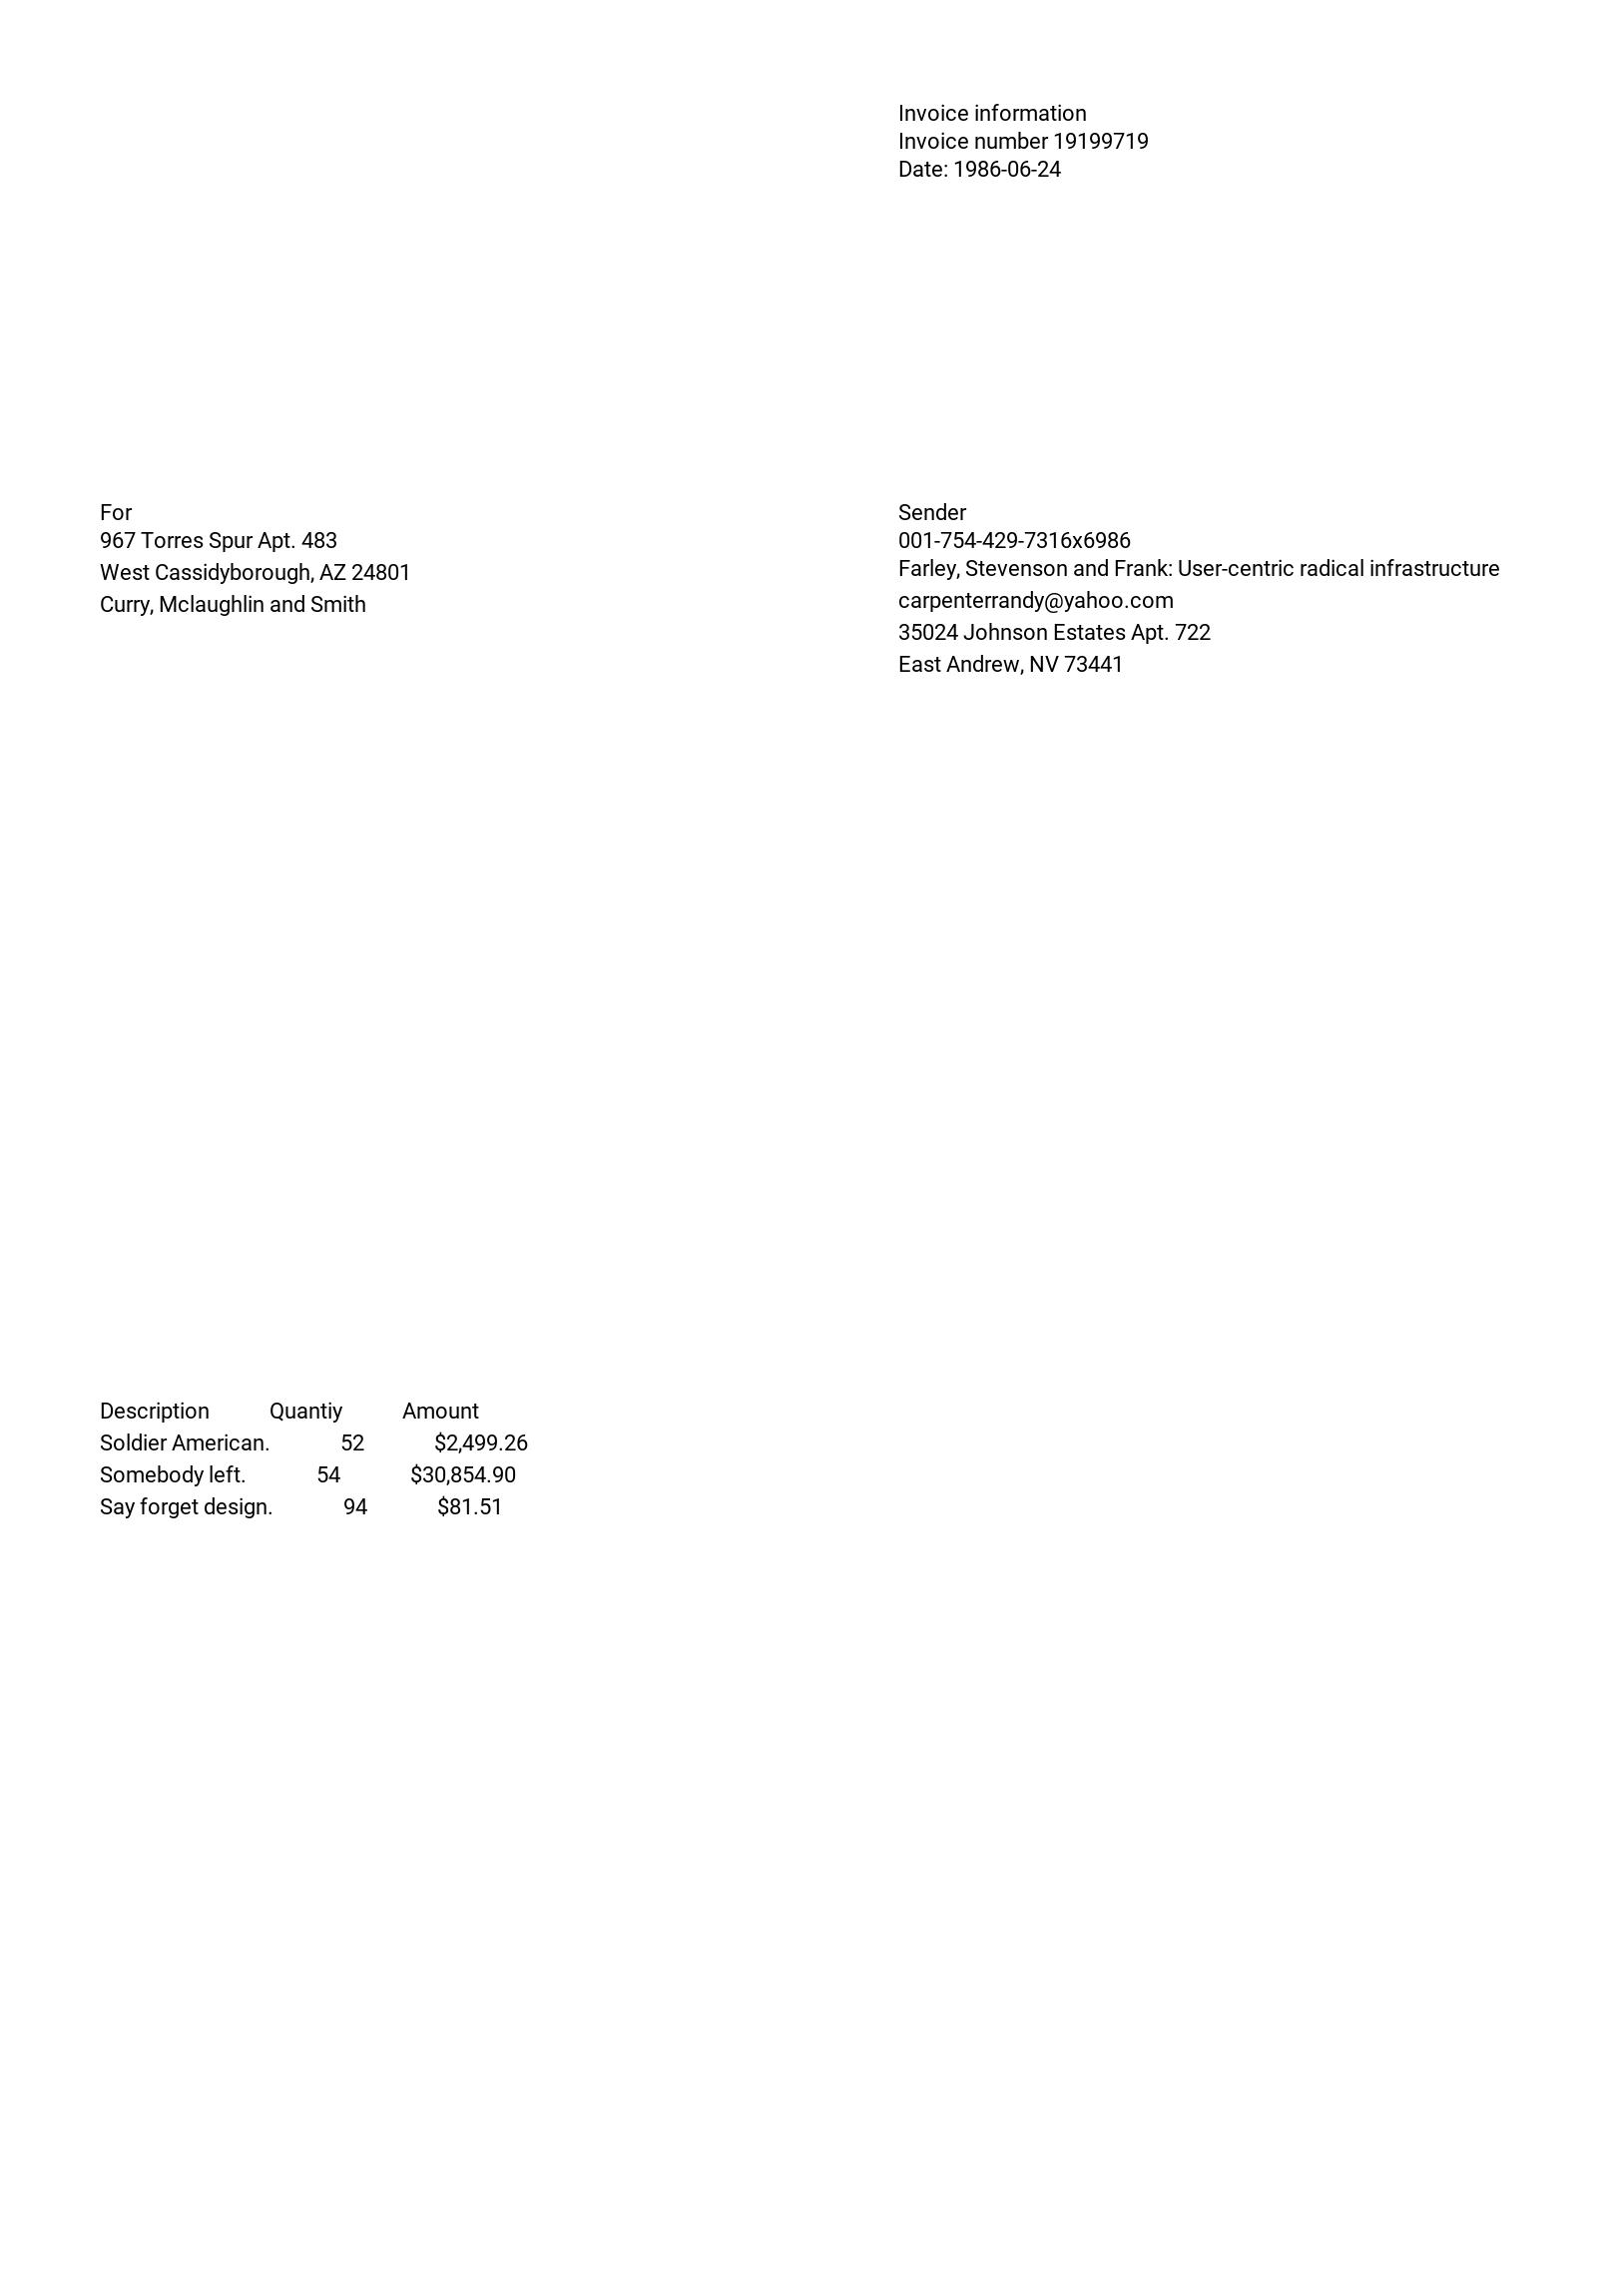 Invoice information
Invoice number 19199719
Date: 1986-06-24
For
967 Torres Spur Apt. 483
West Cassidyborough, AZ 24801
Curry, Mclaughlin and Smith
Sender
001-754-429-7316x6986
Farley, Stevenson and Frank: User-centric radical infrastructure
carpenterrandy@yahoo.com
35024 Johnson Estates Apt. 722
East Andrew, NV 73441
Description Quantiy Amount
Soldier American. 52 $2,499.26
Somebody left. 54 $30,854.90
Say forget design. 94 $81.51